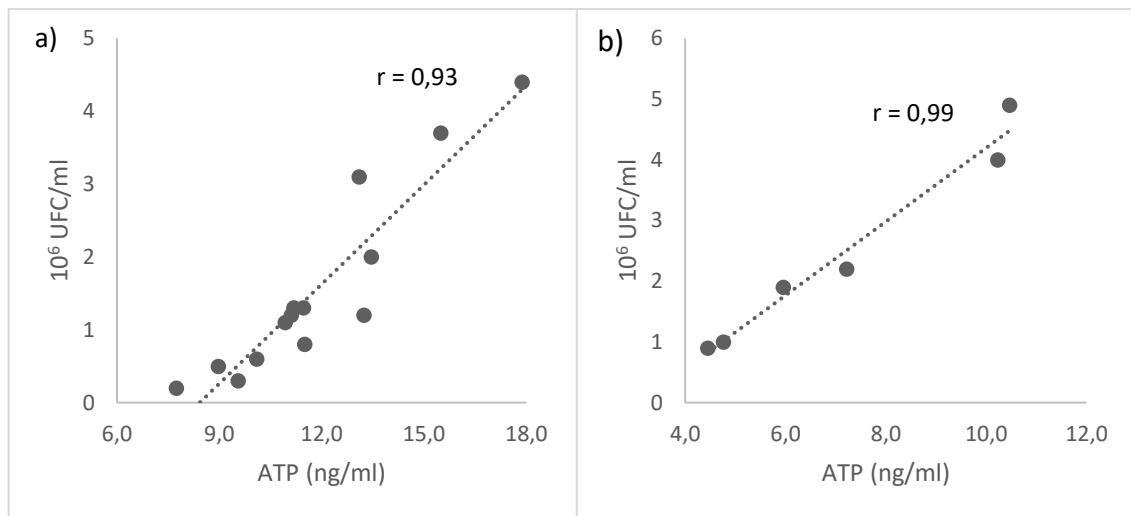 a)
r = 0,93
5
4
3
2
1
0
10⁶ UFC/ml
6,0 9,0 12,0 15,0 18,0
ATP (ng/ml)
b)
r = 0,99
6
5
4
3
2
1
0
10⁶ UFC/ml
4,0 6,0 8,0 10,0 12,0
ATP (ng/ml)